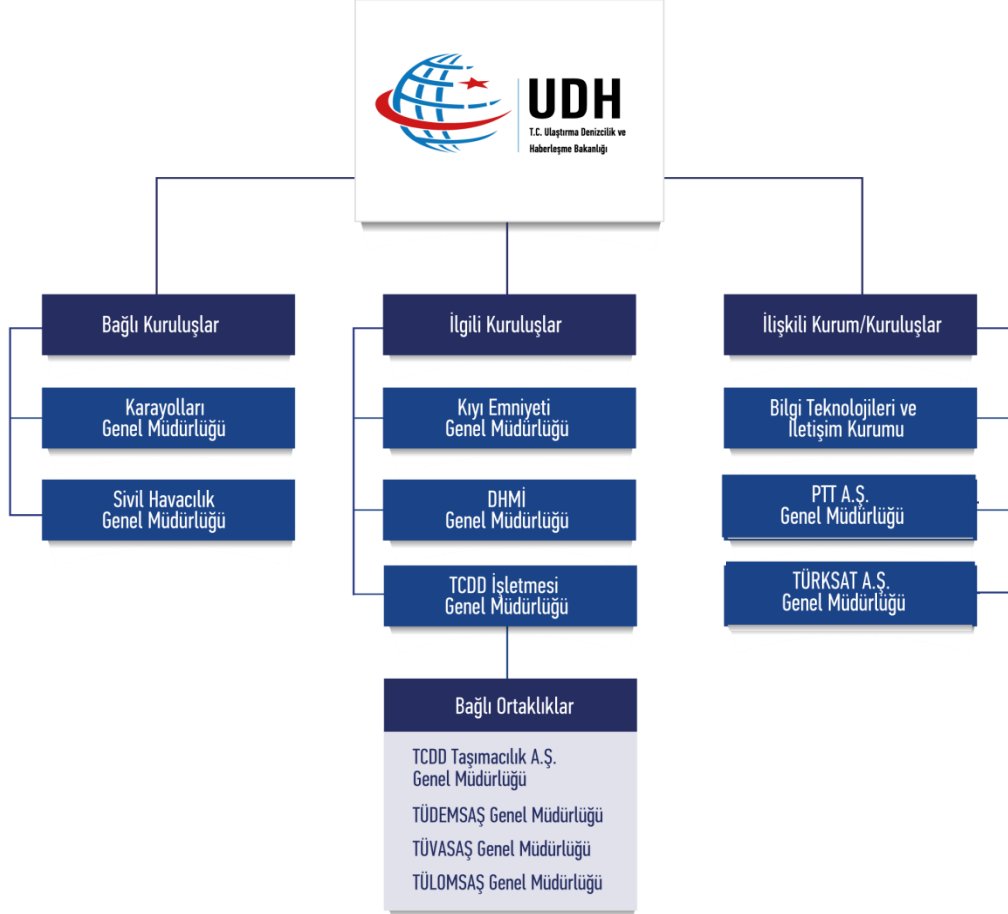 UDH
T.C. Ulaştırma Denizcilik ve
Haberleşme Bakanlığı
Bağlı Kuruluşlar
Karayolları
Genel Müdürlüğü
Sivil Havacılık
Genel Müdürlüğü
İlgili Kuruluşlar
Kıyı Emniyeti
Genel Müdürlüğü
DHMİ
Genel Müdürlüğü
TCDD İşletmesi
Genel Müdürlüğü
Bağlı Ortaklıklar
TCDD Taşımacılık A.Ş.
Genel Müdürlüğü
TÜDEMSAŞ Genel Müdürlüğü
TÜVASAŞ Genel Müdürlüğü
TÜLOMSAŞ Genel Müdürlüğü
İlişkili Kurum/Kuruluşlar
Bilgi Teknolojileri ve
İletişim Kurumu
PTT A.Ş.
Genel Müdürlüğü
TÜRKSAT A.Ş.
Genel Müdürlüğü